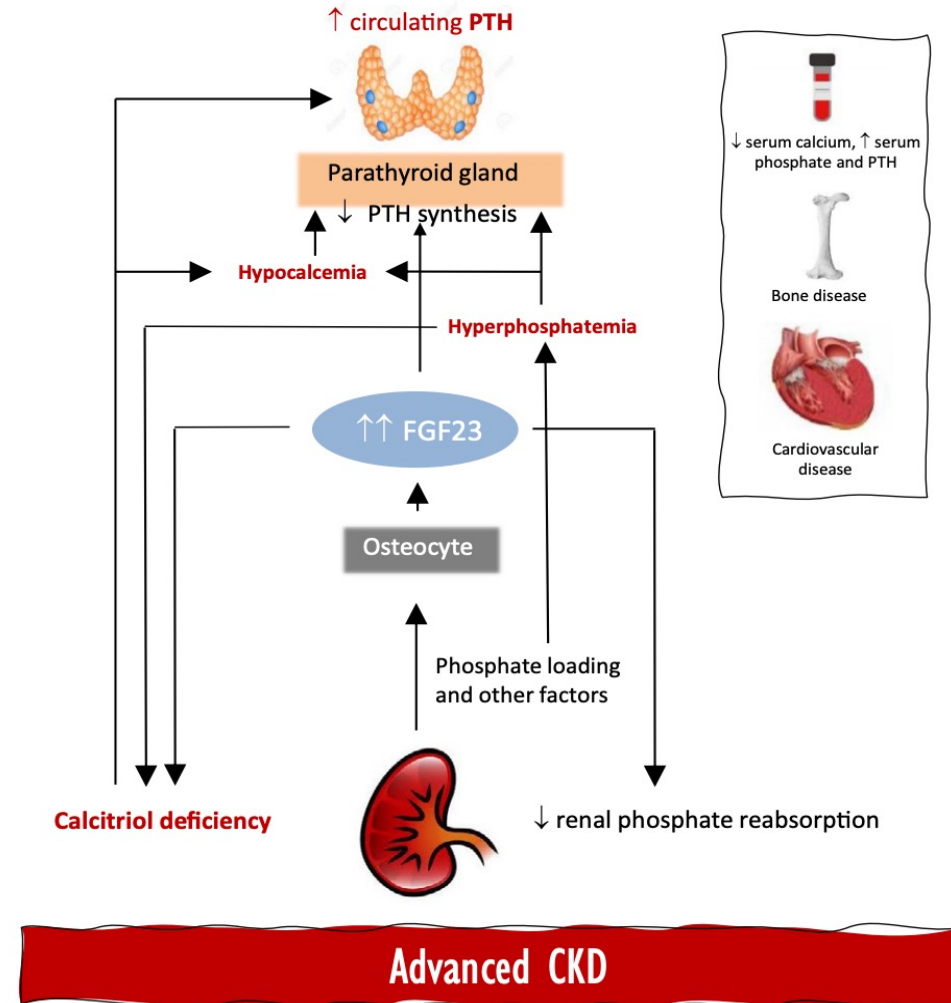 ↑ circulating PTH
Parathyroid gland
↓ PTH synthesis
Hypocalcemia
Hyperphosphatemia
↑↑ FGF23
Osteocyte
Phosphate loading
and other factors
Calcitriol deficiency
↓ renal phosphate reabsorption
Advanced CKD
↓ serum calcium, ↑ serum
phosphate and PTH
Bone disease
Cardiovascular
disease